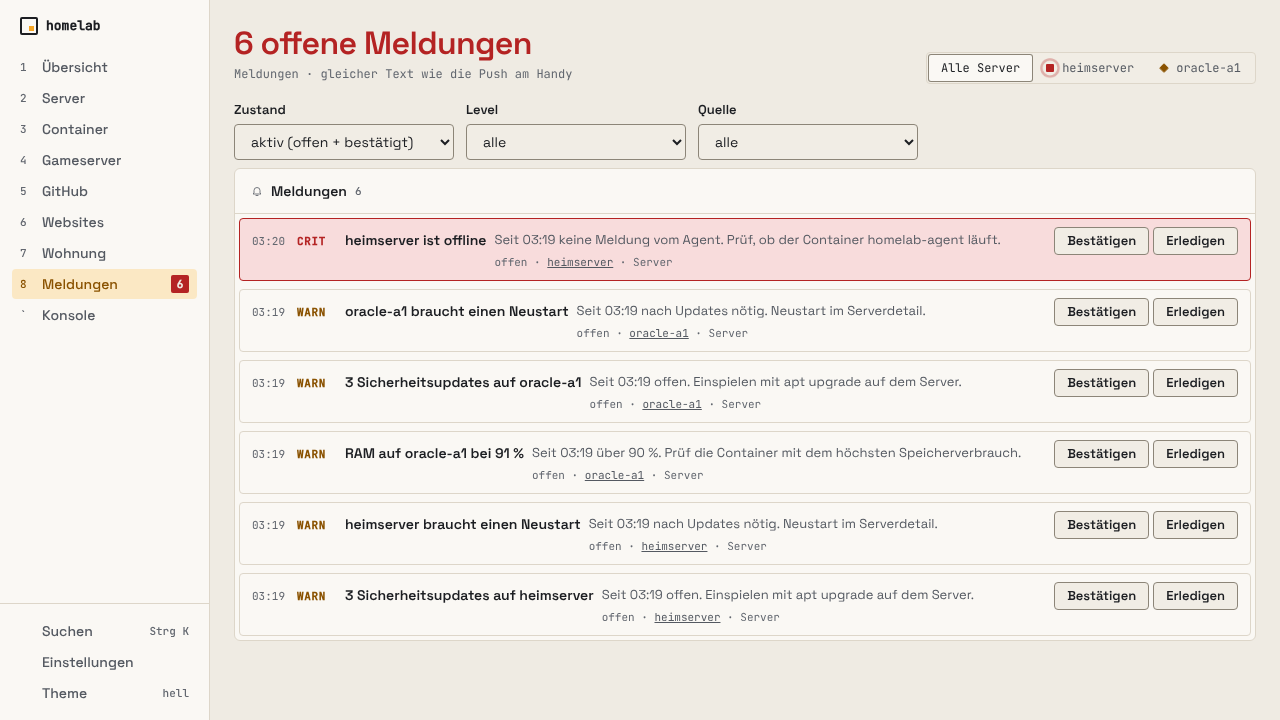 homelab
1 Übersicht
2 Server
3 Container
4 Gameserver
5 GitHub
6 Websites
7 Wohnung
8 Meldungen 6
` Konsole
Suchen Strg K
Einstellungen
Theme hell
6 offene Meldungen
Meldungen · gleicher Text wie die Push am Handy
Alle Server heimserver oracle-a1
Zustand Level Quelle
aktiv (offen + bestätigt) alle alle
Meldungen 6
03:20 CRIT heimserver ist offline Seit 03:19 keine Meldung vom Agent. Prüf, ob der Container homelab-agent läuft. Bestätigen Erledigen
offen · heimserver · Server
03:19 WARN oracle-a1 braucht einen Neustart Seit 03:19 nach Updates nötig. Neustart im Serverdetail. Bestätigen Erledigen
offen · oracle-a1 · Server
03:19 WARN 3 Sicherheitsupdates auf oracle-a1 Seit 03:19 offen. Einspielen mit apt upgrade auf dem Server. Bestätigen Erledigen
offen · oracle-a1 · Server
03:19 WARN RAM auf oracle-a1 bei 91 % Seit 03:19 über 90 %. Prüf die Container mit dem höchsten Speicherverbrauch. Bestätigen Erledigen
offen · oracle-a1 · Server
03:19 WARN heimserver braucht einen Neustart Seit 03:19 nach Updates nötig. Neustart im Serverdetail. Bestätigen Erledigen
offen · heimserver · Server
03:19 WARN 3 Sicherheitsupdates auf heimserver Seit 03:19 offen. Einspielen mit apt upgrade auf dem Server. Bestätigen Erledigen
offen · heimserver · Server